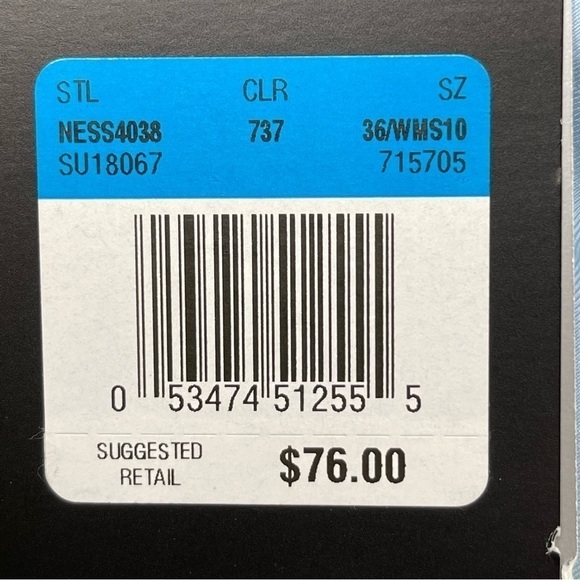 STL CLR SZ
NESS4038 737 36/WMS10
SU18067 715705
0 53474 51255 5
SUGGESTED
RETAIL $76.00